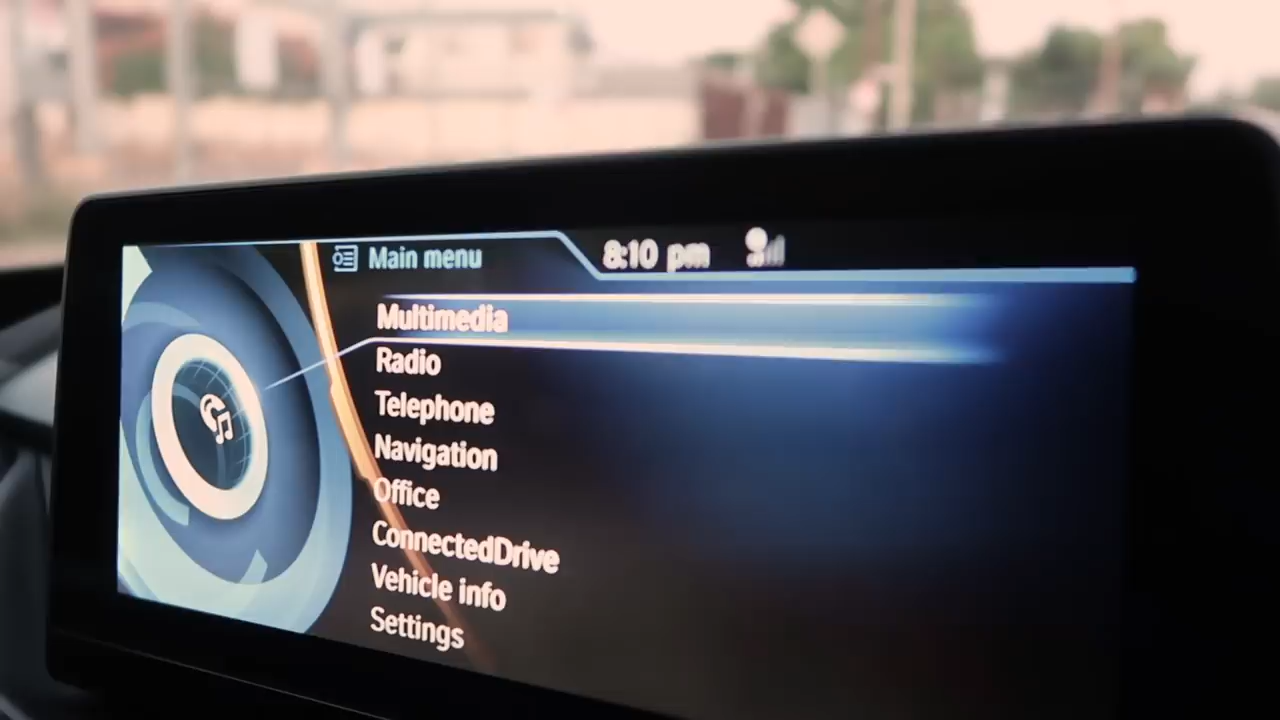 Main menu
8:10 pm
Multimedia
Radio
Telephone
Navigation
Office
ConnectedDrive
Vehicle info
Settings